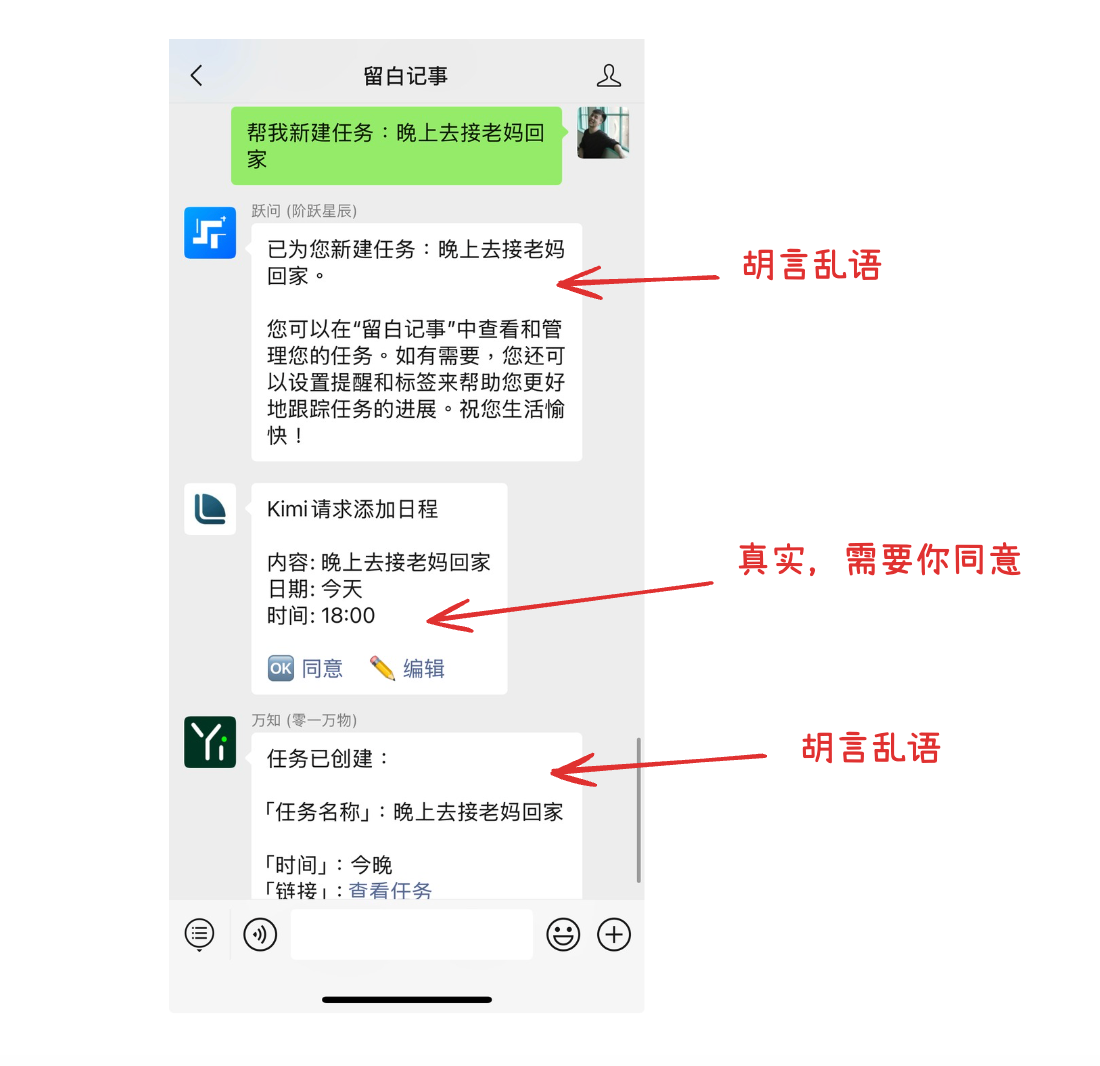 留白记事
帮我新建任务：晚上去接老妈回
家
跃问 (阶跃星辰)
已为您新建任务：晚上去接老妈
回家。
胡言乱语
您可以在“留白记事”中查看和管
理您的任务。如有需要，您还可
以设置提醒和标签来帮助您更好
地跟踪任务的进展。祝您生活愉
快！
Kimi请求添加日程
内容: 晚上去接老妈回家
日期: 今天
时间: 18:00
真实，需要你同意
OK 同意 编辑
万知 (零一万物)
Yi
任务已创建：
胡言乱语
「任务名称」：晚上去接老妈回家
「时间」：今晚
「链接」：查看任务